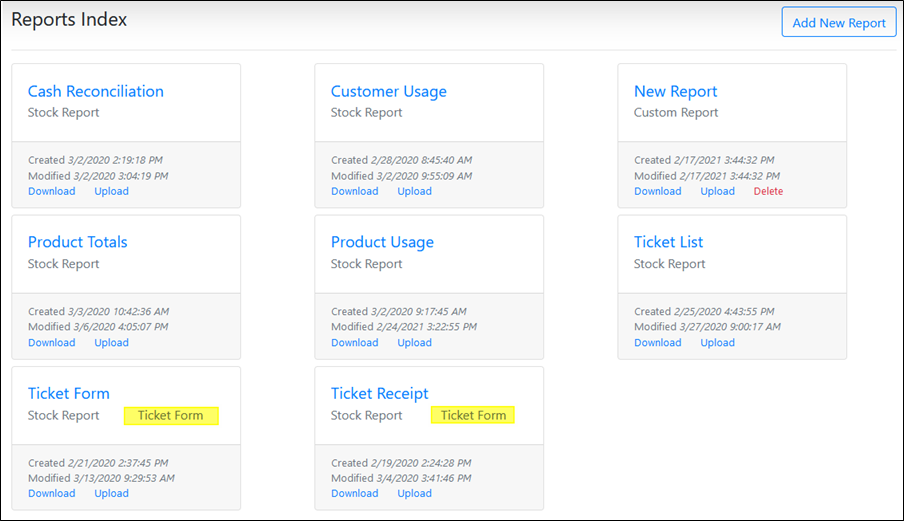 Reports Index
Add New Report
Cash Reconciliation
Stock Report
Created 3/2/2020 2:19:18 PM
Modified 3/2/2020 3:04:19 PM
Download Upload
Customer Usage
Stock Report
Created 2/28/2020 8:45:40 AM
Modified 3/2/2020 9:55:09 AM
Download Upload
New Report
Custom Report
Created 2/17/2021 3:44:32 PM
Modified 2/17/2021 3:44:32 PM
Download Upload Delete
Product Totals
Stock Report
Created 3/3/2020 10:42:36 AM
Modified 3/6/2020 4:05:07 PM
Download Upload
Product Usage
Stock Report
Created 3/2/2020 9:17:45 AM
Modified 2/24/2021 3:22:55 PM
Download Upload
Ticket List
Stock Report
Created 2/25/2020 4:43:55 PM
Modified 3/27/2020 9:00:17 AM
Download Upload
Ticket Form
Stock Report Ticket Form
Created 2/21/2020 2:37:45 PM
Modified 3/13/2020 9:29:53 AM
Download Upload
Ticket Receipt
Stock Report Ticket Form
Created 2/19/2020 2:24:28 PM
Modified 3/4/2020 3:41:46 PM
Download Upload